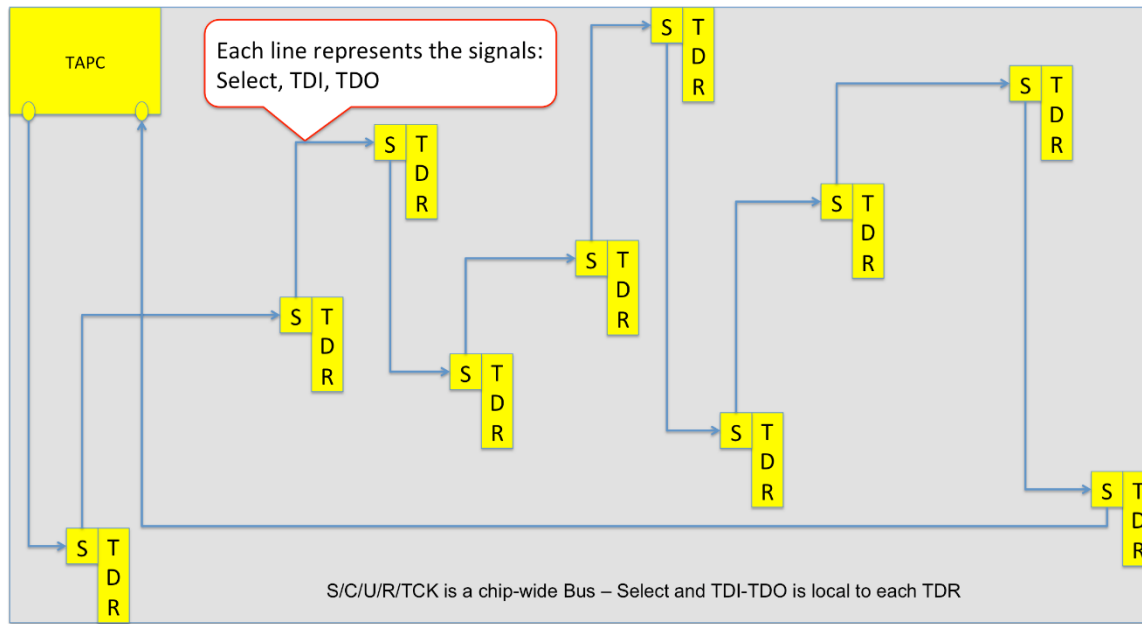 TAPC
Each line represents the signals:
Select, TDI, TDO
S T
D
R
S T
D
R
S T
D
R
S T
D
R
S T
D
R
S T
D
R
S T
D
R
S T
D
R
S T
D
R
S T
D
R
S/C/U/R/TCK is a chip-wide Bus – Select and TDI-TDO is local to each TDR